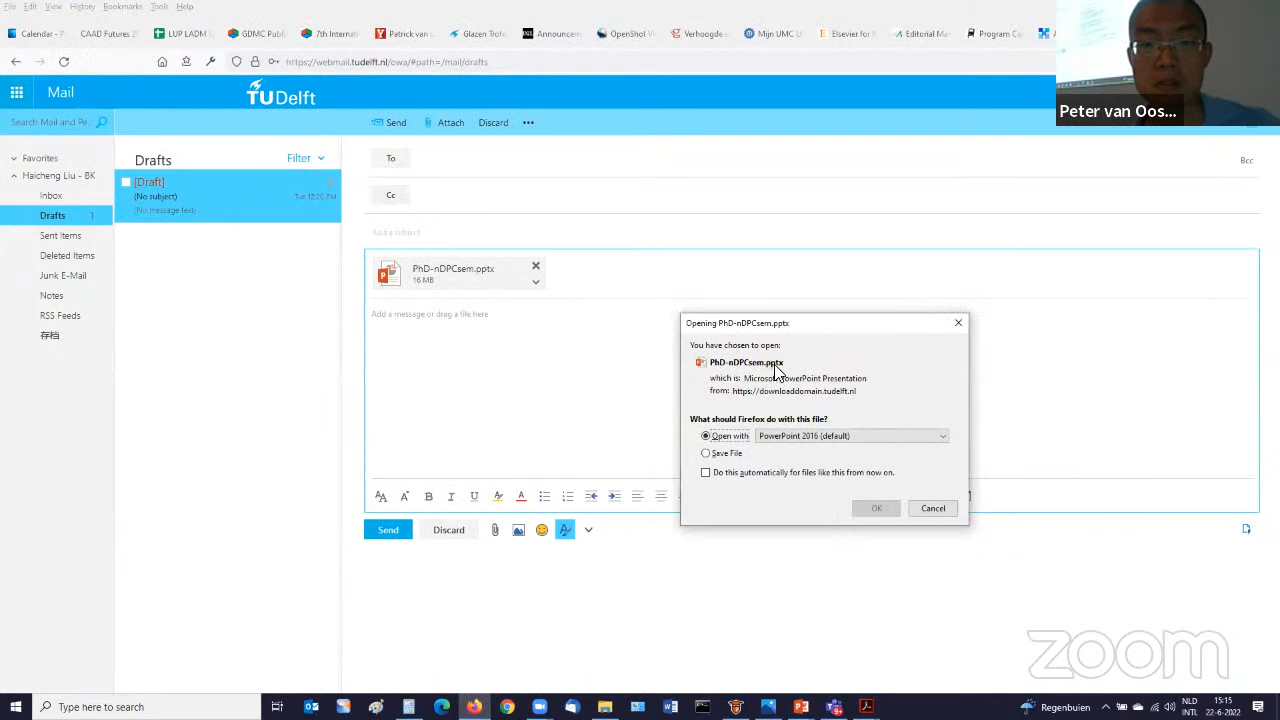 File Edit View History Bookmarks Tools Help
Calendar - P CAAD Futures 20 LUP LADM S GDMC Public 7th Internat Patrick van d Glazen Trofe Announcem OpenShot V Verhoogde s Mijn UMC U Elsevier for R Editorial Man Program Co
https://webmail.tudelft.nl/owa/#path=/mail/drafts
Mail
TUDelft
Peter van Oos...
Search Mail and Pe...
Send Attach Discard •••
Favorites
Haicheng Liu - BK
Inbox
Drafts 1
Sent Items
Deleted Items
Junk E-Mail
Notes
RSS Feeds
存档
Drafts Filter
[Draft]
(No subject) Tue 12:20 PM
[No message text]
To
Bcc
Cc
Add a subject
PhD-nDPCsem.pptx
16 MB
Add a message or drag a file here
Opening PhD-nDPCsem.pptx
You have chosen to open:
PhD-nDPCsem.pptx
which is: Microsoft PowerPoint Presentation
from: https://downloaddomain.tudelft.nl
What should Firefox do with this file?
Open with PowerPoint 2016 (default)
Save File
Do this automatically for files like this from now on.
OK Cancel
Send Discard
zoom
Type here to search
Regenbuien
NLD
INTL
15:15
22-6-2022